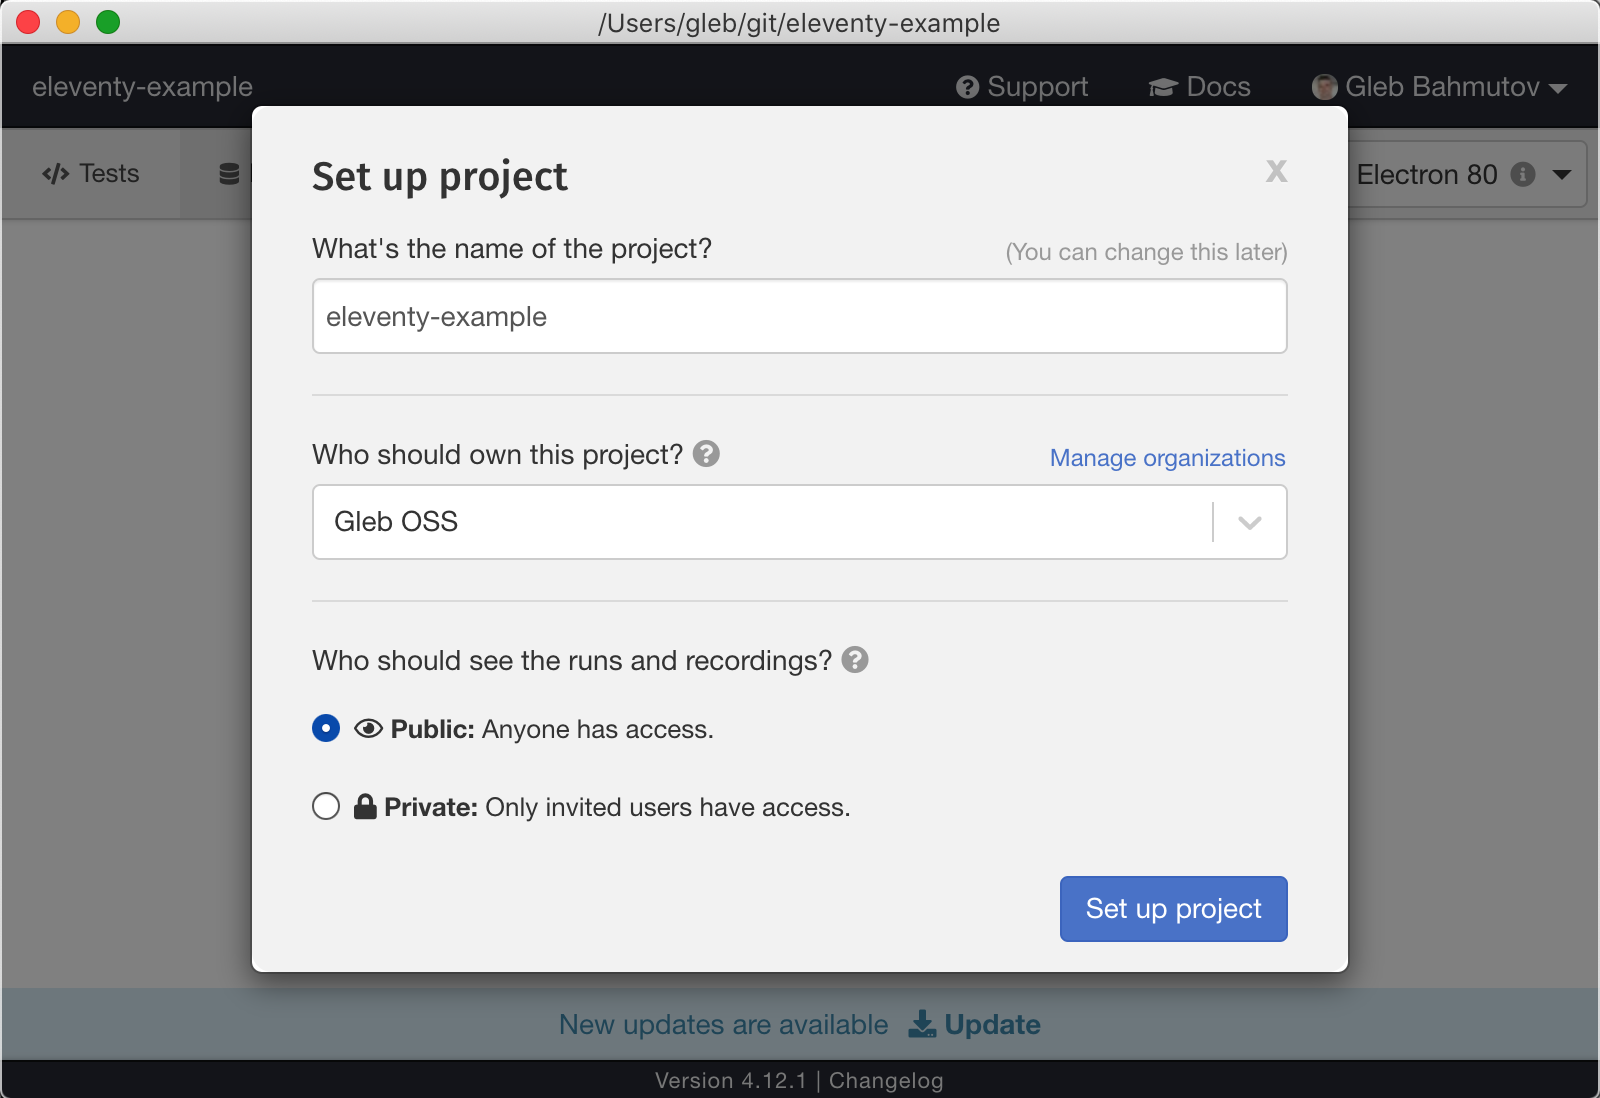 /Users/gleb/git/eleventy-example
eleventy-example
Support
Docs
Gleb Bahmutov
Tests
Electron 80
Set up project
x
What's the name of the project?
(You can change this later)
eleventy-example
Who should own this project?
Manage organizations
Gleb OSS
Who should see the runs and recordings?
Public: Anyone has access.
Private: Only invited users have access.
Set up project
New updates are available Update
Version 4.12.1 | Changelog